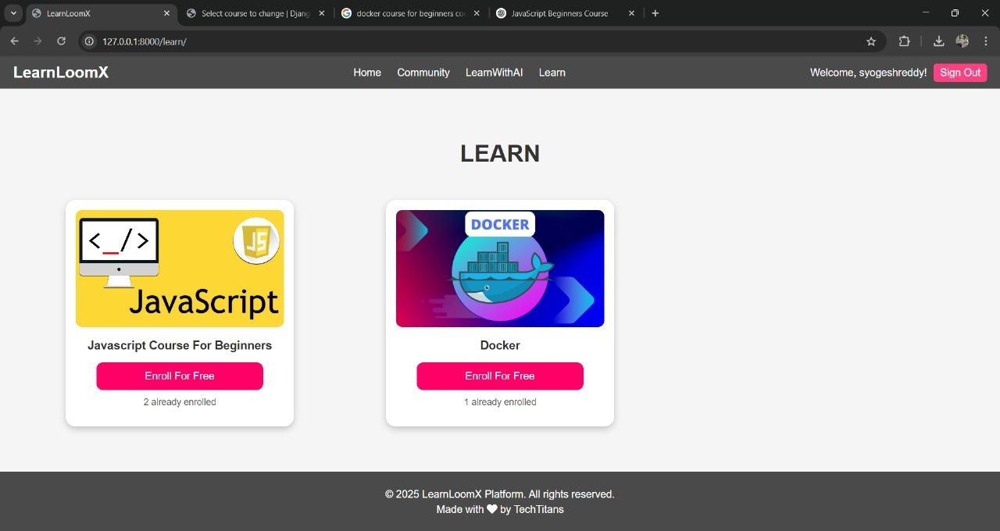 LearnLoomX
Select course to change | Djang
docker course for beginners co
JavaScript Beginners Course
127.0.0.1:8000/learn/
LearnLoomX
Home
Community
LearnWithAI
Learn
Welcome, syogeshreddy!
Sign Out
LEARN
< _ / >
JS
JavaScript
DOCKER
Javascript Course For Beginners
Docker
Enroll For Free
Enroll For Free
2 already enrolled
1 already enrolled
© 2025 LearnLoomX Platform. All rights reserved.
Made with ♥ by TechTitans